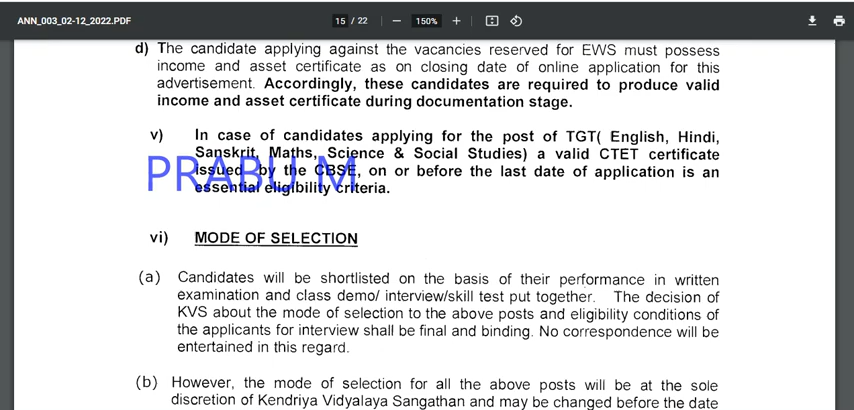 ANN_003_02-12_2022.PDF
15 / 22 | — 150% +
d) The candidate applying against the vacancies reserved for EWS must possess
income and asset certificate as on closing date of online application for this
advertisement. Accordingly, these candidates are required to produce valid
income and asset certificate during documentation stage.
v) In case of candidates applying for the post of TGT( English, Hindi,
Sanskrit, Maths, Science & Social Studies) a valid CTET certificate
issued by the CBSE, on or before the last date of application is an
essential eligibility criteria.
PRABU M
vi) MODE OF SELECTION
(a) Candidates will be shortlisted on the basis of their performance in written
examination and class demo/ interview/skill test put together. The decision of
KVS about the mode of selection to the above posts and eligibility conditions of
the applicants for interview shall be final and binding. No correspondence will be
entertained in this regard.
(b) However, the mode of selection for all the above posts will be at the sole
discretion of Kendriya Vidyalaya Sangathan and may be changed before the date